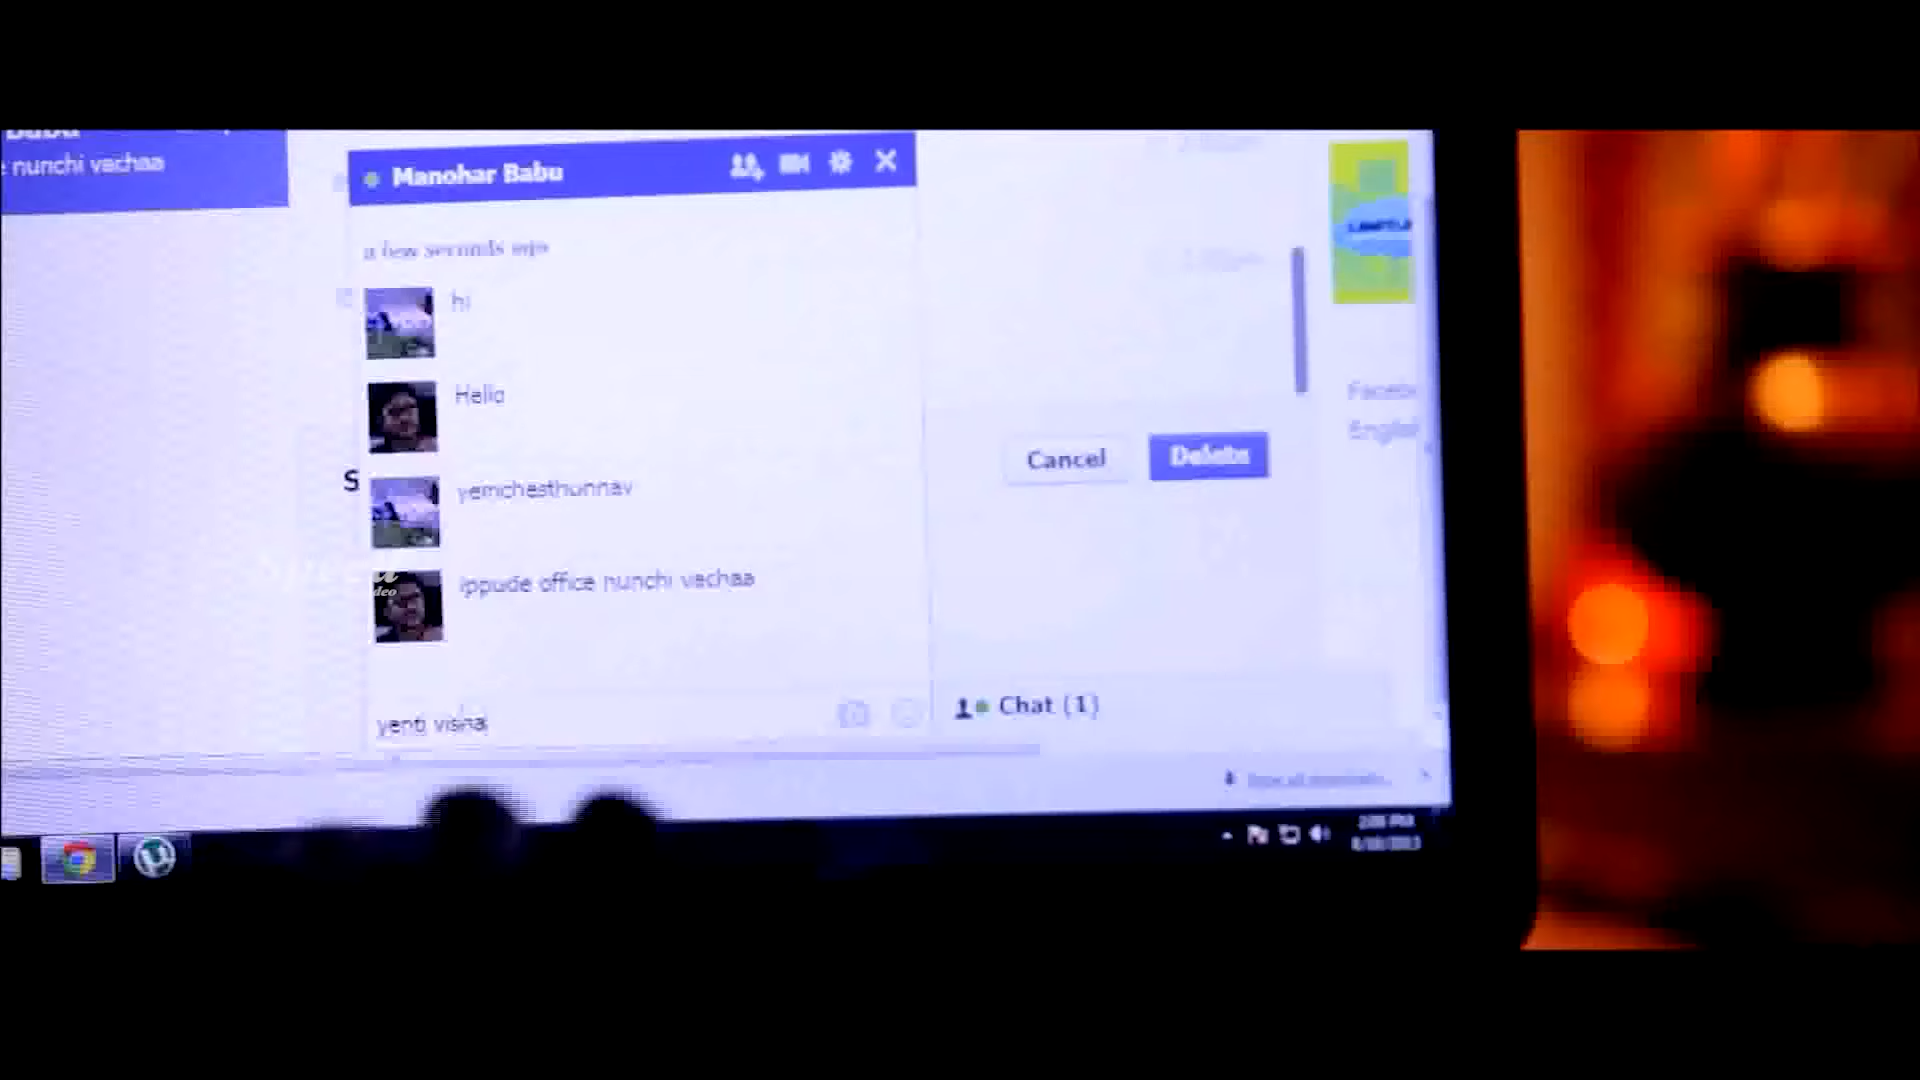 nunchi vachaa
Manohar Babu
a few seconds ago
hi
Hello
yemchesthunnav
ippude office nunchi vachaa
yenti visha
S
Cancel
Delete
Chat (1)